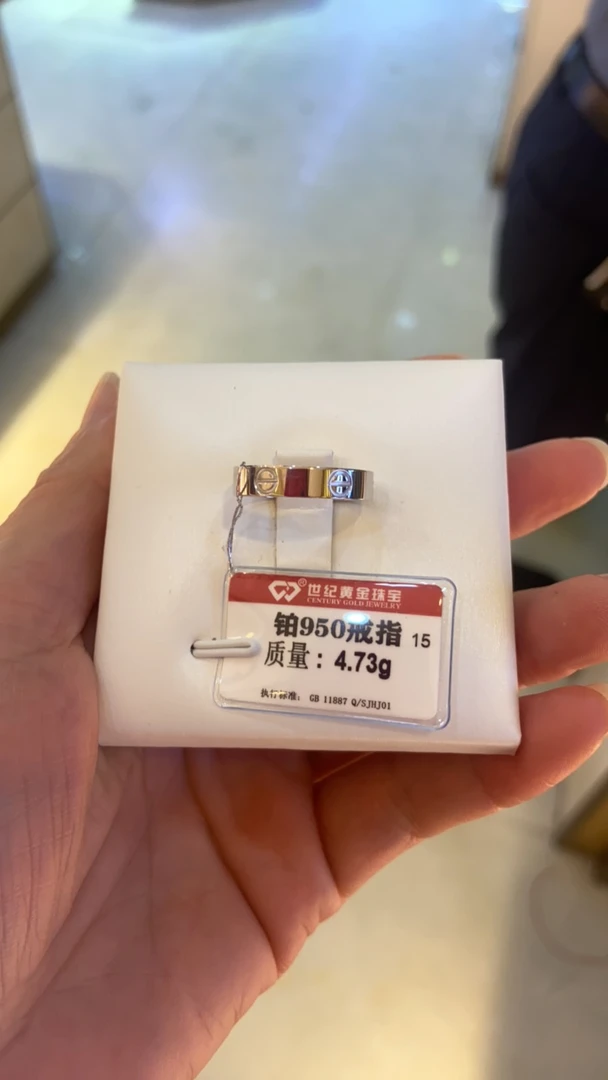 ® 世纪黄金珠宝
CENTURY GOLD JEWELRY
铂950戒指 15
质量：4.73g
执行标准： GB 11887 Q/SJHJ01